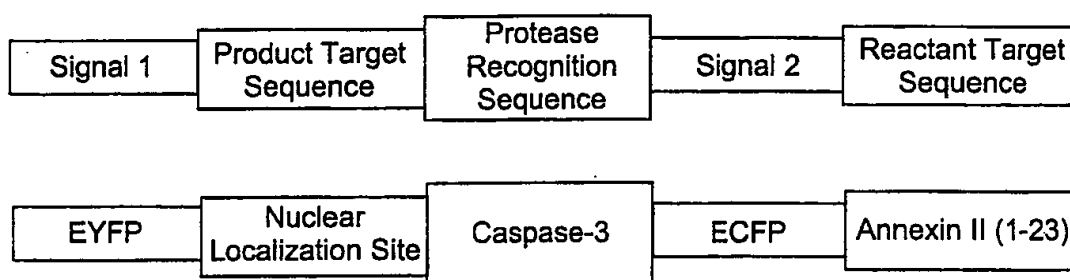 Signal 1
Product Target
Sequence
Protease
Recognition
Sequence
Signal 2
Reactant Target
Sequence
EYFP
Nuclear
Localization Site
Caspase-3
ECFP
Annexin II (1-23)